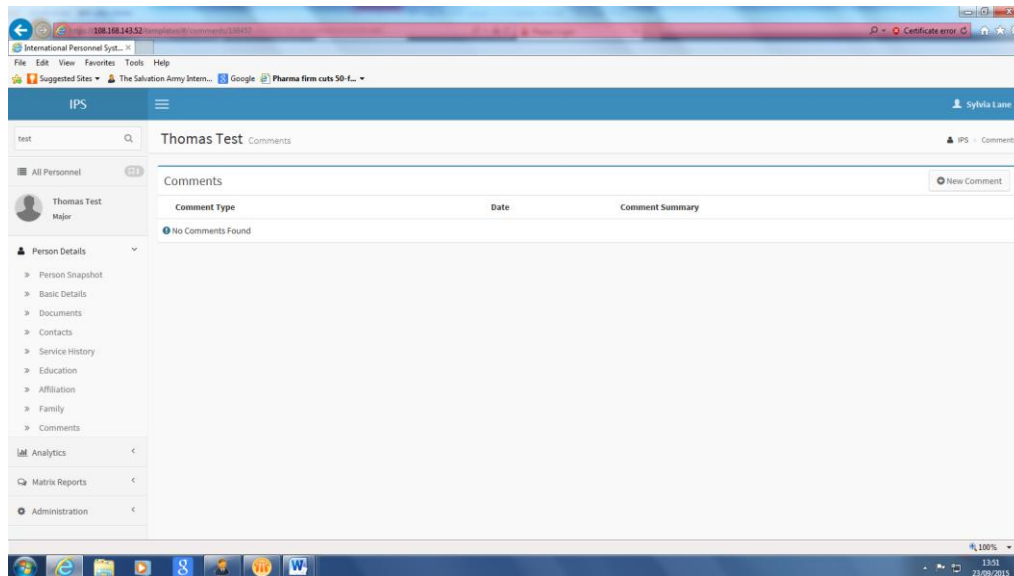 108.168.143.52/templates/#/comments/
Certificate error
International Personnel Syst... ×
File Edit View Favorites Tools Help
Suggested Sites The Salvation Army Intern... Google Pharma firm cuts 50-f...
IPS
Sylvia Lane
test
Thomas Test Comments
IPS > Comment
All Personnel
Comments
New Comment
Thomas Test
Major
Comment Type Date Comment Summary
No Comments Found
Person Details
» Person Snapshot
» Basic Details
» Documents
» Contacts
» Service History
» Education
» Affiliation
» Family
» Comments
Analytics
Matrix Reports
Administration
100%
13:51
23/09/2015